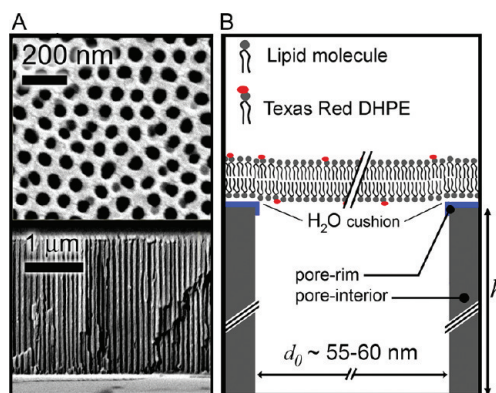 A
200 nm
1 μm
B
Lipid molecule
Texas Red DHPE
H₂O cushion
pore-rim
pore-interior
d₀ ~ 55-60 nm